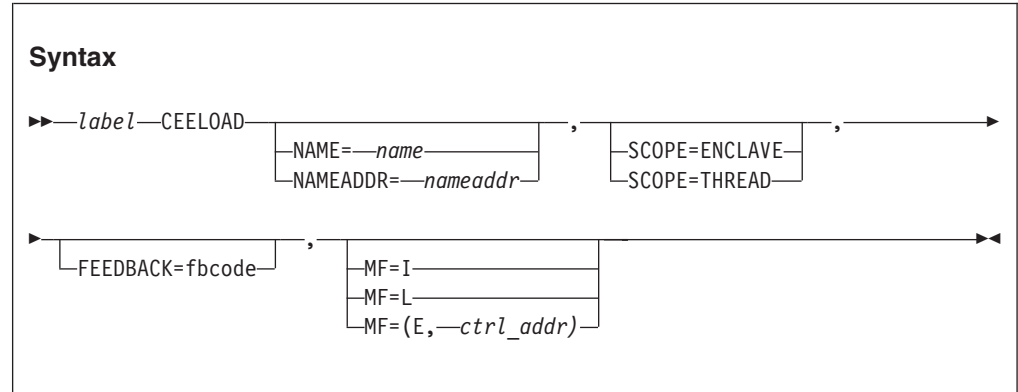 Syntax
label CEELOAD , ,
NAME= name SCOPE=ENCLAVE
NAMEADDR= nameaddr SCOPE=THREAD
,
FEEDBACK=fbcode MF=I
MF=L
MF=(E, ctrl_addr)